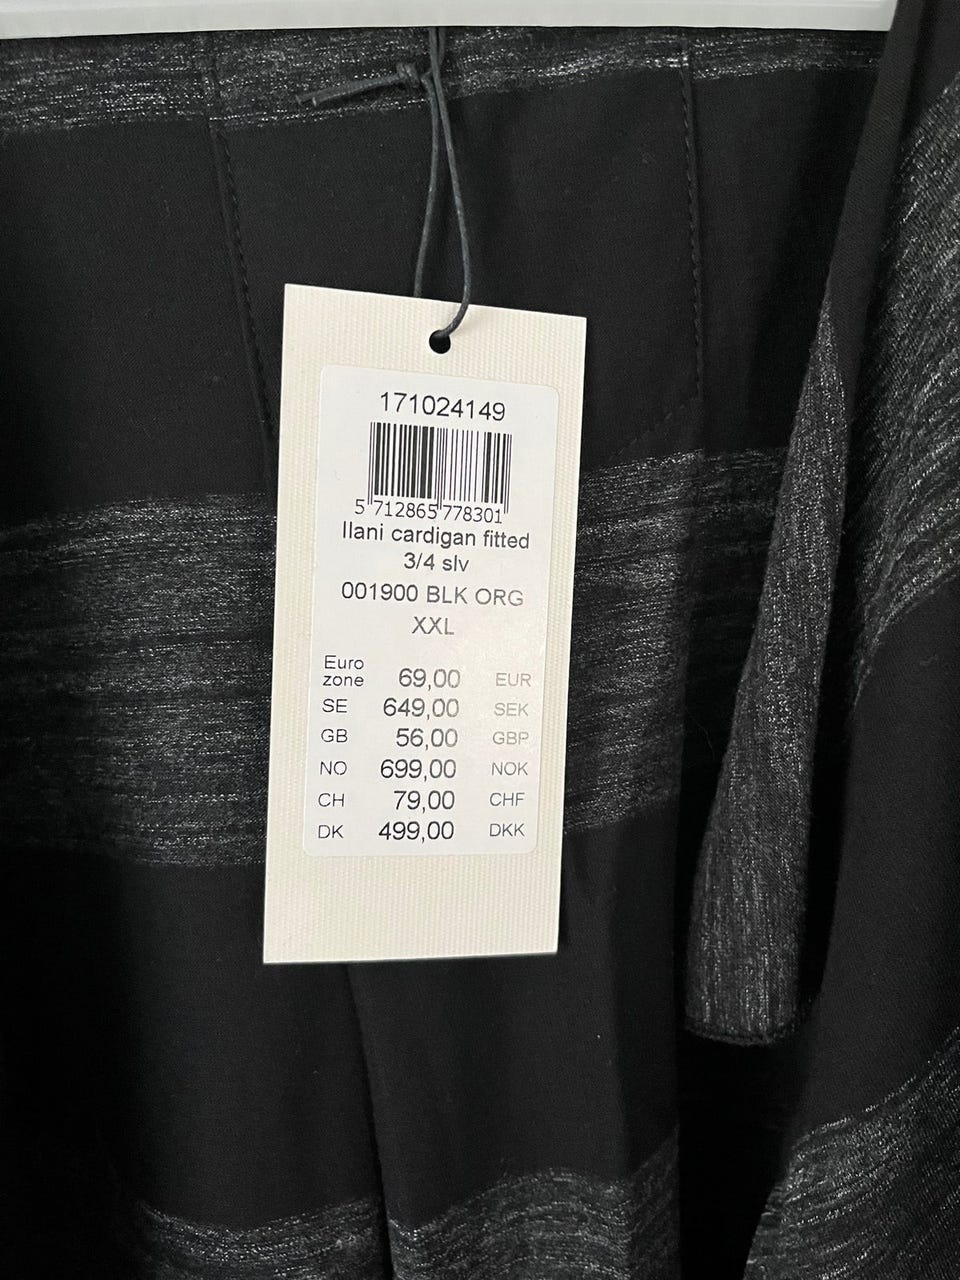 171024149
5 712865 778301
Ilani cardigan fitted
3/4 slv
001900 BLK ORG
XXL
Euro zone 69,00 EUR
SE 649,00 SEK
GB 56,00 GBP
NO 699,00 NOK
CH 79,00 CHF
DK 499,00 DKK